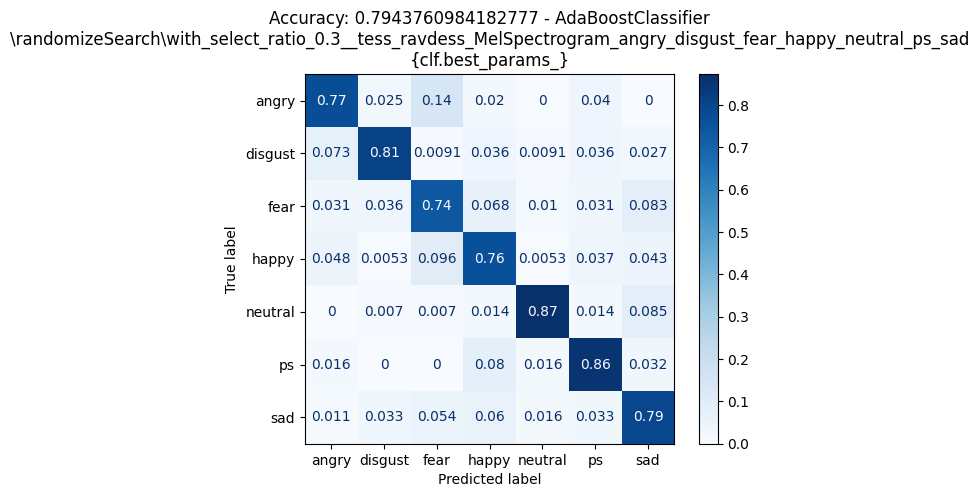 Accuracy: 0.7943760984182777 - AdaBoostClassifier
\randomizeSearch\with_select_ratio_0.3__tess_ravdess_MelSpectrogram_angry_disgust_fear_happy_neutral_ps_sad
{clf.best_params_}
angry 0.77 0.025 0.14 0.02 0 0.04 0
disgust 0.073 0.81 0.0091 0.036 0.0091 0.036 0.027
fear 0.031 0.036 0.74 0.068 0.01 0.031 0.083
happy 0.048 0.0053 0.096 0.76 0.0053 0.037 0.043
neutral 0 0.007 0.007 0.014 0.87 0.014 0.085
ps 0.016 0 0 0.08 0.016 0.86 0.032
sad 0.011 0.033 0.054 0.06 0.016 0.033 0.79
angry disgust fear happy neutral ps sad
Predicted label
True label
0.8
0.7
0.6
0.5
0.4
0.3
0.2
0.1
0.0